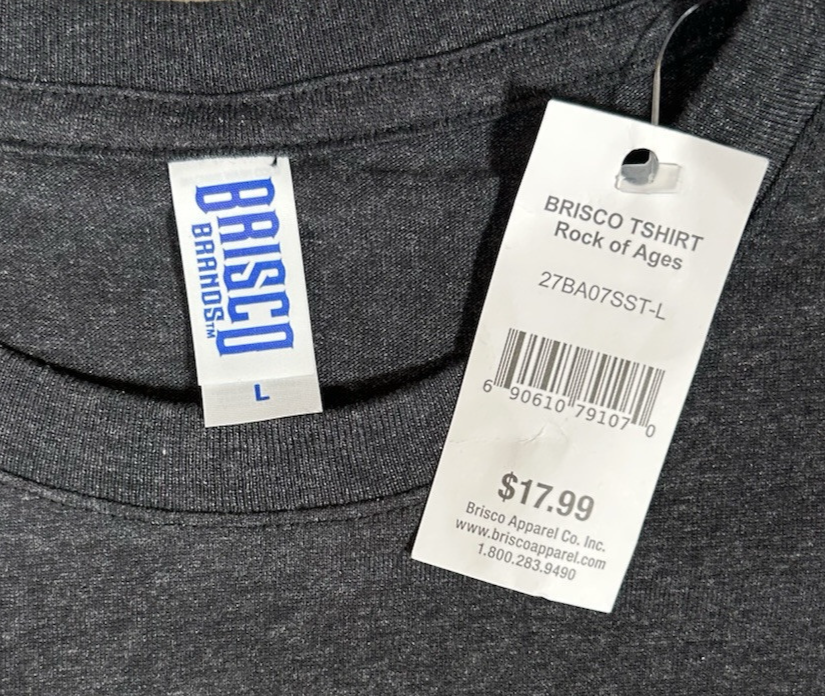 BRISCO
BRANDS™
L
BRISCO TSHIRT
Rock of Ages
27BA07SST-L
6 90610 79107 0
$17.99
Brisco Apparel Co. Inc.
www.briscoapparel.com
1.800.283.9490